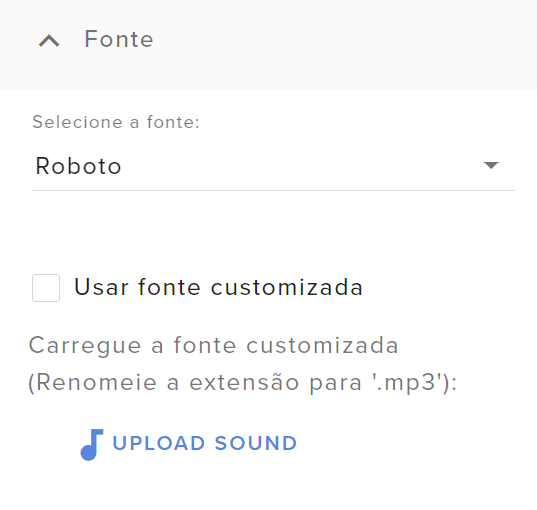 Fonte
Selecione a fonte:
Roboto
Usar fonte customizada
Carregue a fonte customizada
(Renomeie a extensão para '.mp3'):
UPLOAD SOUND